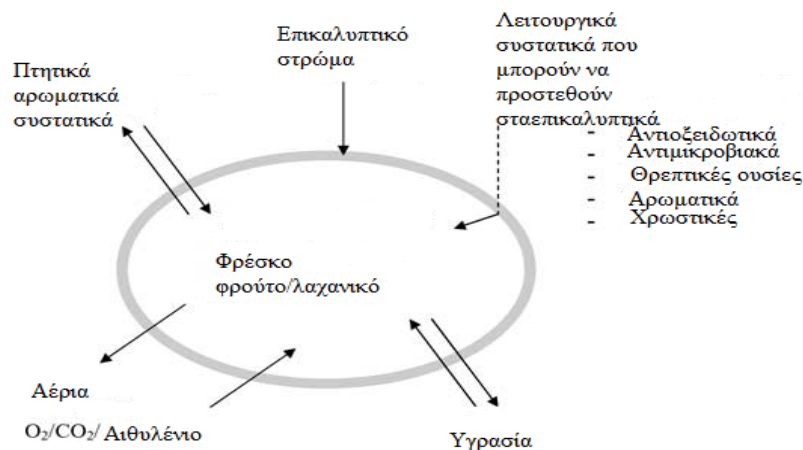 Επικαλυπτικό
στρώμα
Λειτουργικά
συστατικά που
μπορούν να
προστεθούν
σταεπικαλυπτικά
- Αντιοξειδωτικά
- Αντιμικροβιακά
- Θρεπτικές ουσίες
- Αρωματικά
- Χρωστικές
Πτητικά
αρωματικά
συστατικά
Φρέσκο
φρούτο/λαχανικό
Αέρια
O₂/CO₂/ Αιθυλένιο
Υγρασία